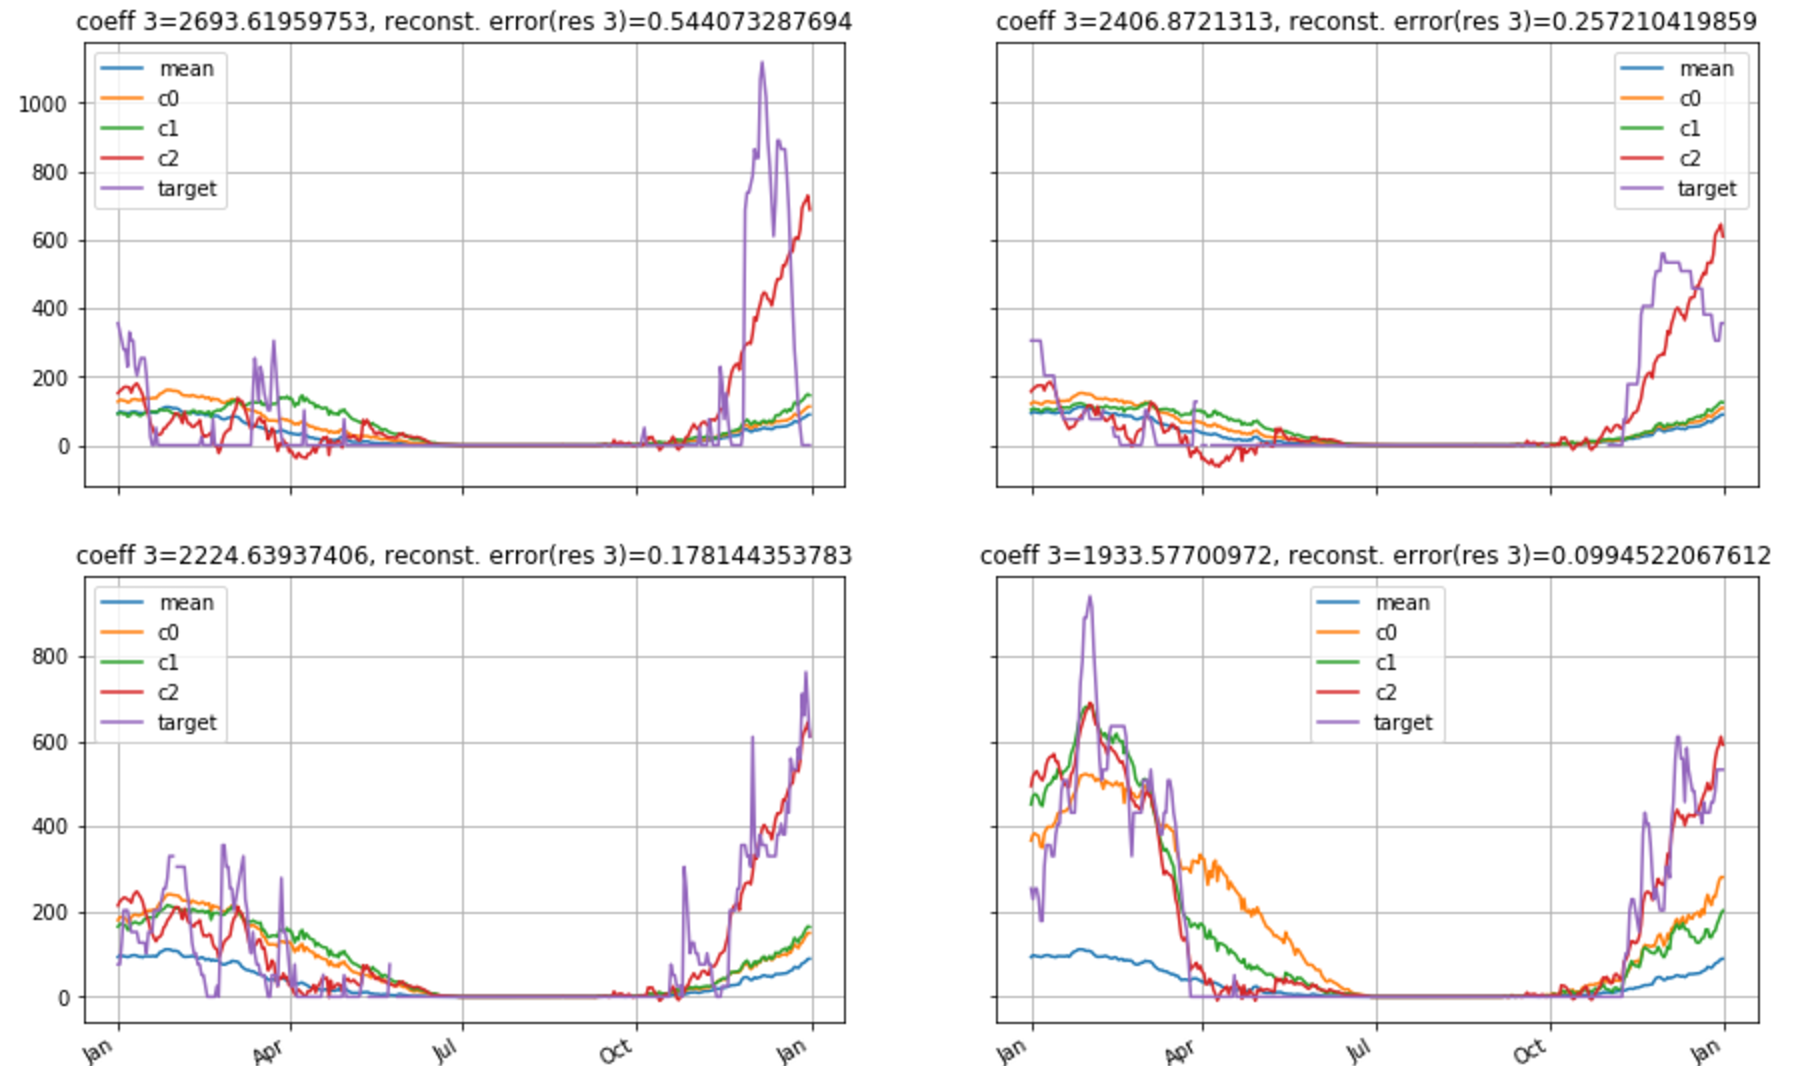 coeff 3=2693.61959753, reconst. error(res 3)=0.544073287694
mean
c0
c1
c2
target
1000
800
600
400
200
0
coeff 3=2406.8721313, reconst. error(res 3)=0.257210419859
mean
c0
c1
c2
target
coeff 3=2224.63937406, reconst. error(res 3)=0.178144353783
mean
c0
c1
c2
target
800
600
400
200
0
Jan
Apr
Jul
Oct
Jan
coeff 3=1933.57700972, reconst. error(res 3)=0.0994522067612
mean
c0
c1
c2
target
Jan
Apr
Jul
Oct
Jan